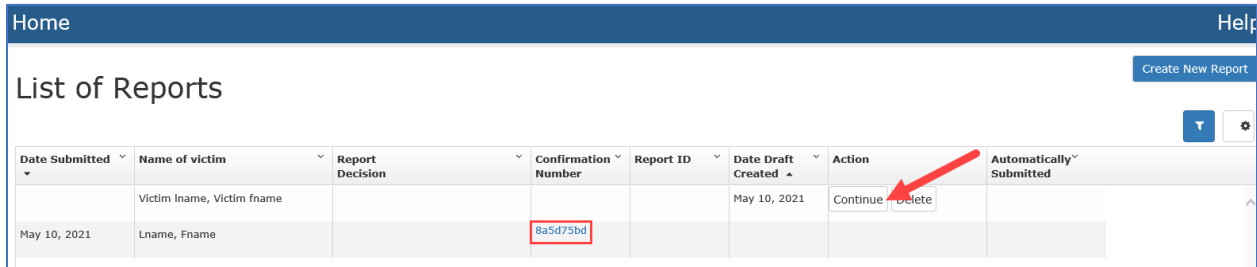 Home Help
Create New Report
List of Reports
Date Submitted Name of victim Report Decision Confirmation Number Report ID Date Draft Created Action Automatically Submitted
Victim lname, Victim fname May 10, 2021 Continue Delete
May 10, 2021 Lname, Fname 8a5d75bd